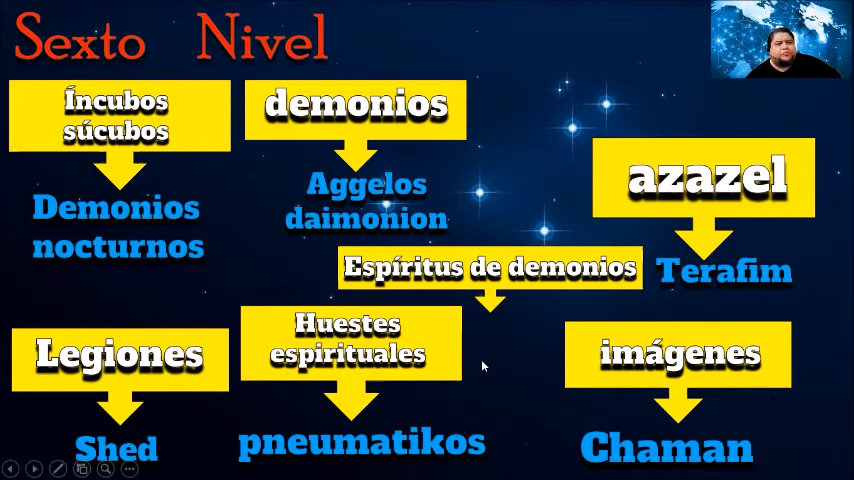 Sexto Nivel
Íncubos
súcubos
Demonios
nocturnos
demonios
Aggelos
daimonion
azazel
Terafim
Espíritus de demonios
Legiones
Shed
Huestes
espirituales
pneumatikos
imágenes
Chaman